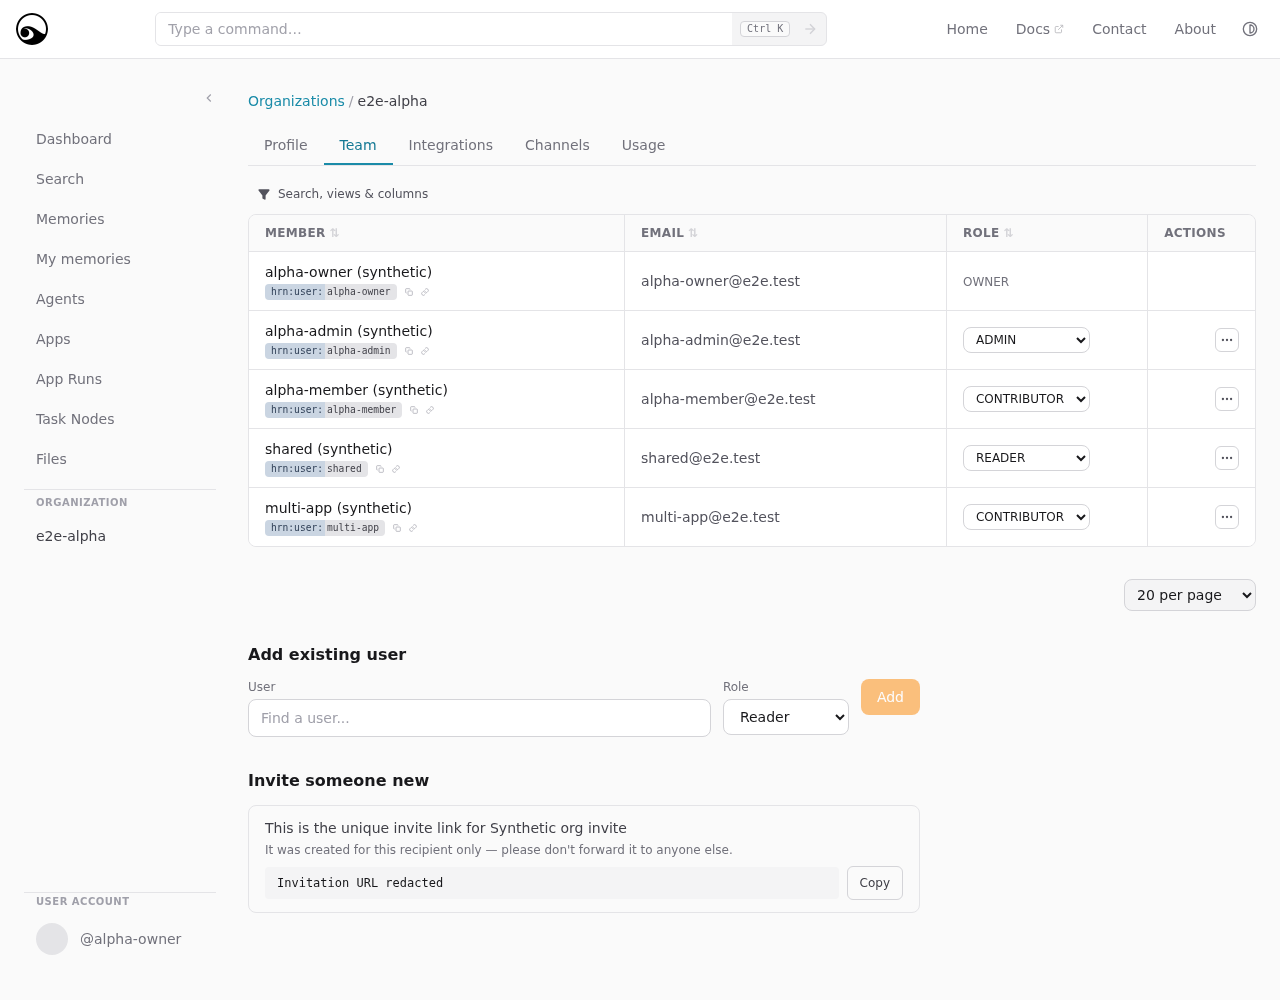 Type a command...
Ctrl K
Home
Docs
Contact
About
Dashboard
Search
Memories
My memories
Agents
Apps
App Runs
Task Nodes
Files
ORGANIZATION
e2e-alpha
USER ACCOUNT
@alpha-owner
Organizations / e2e-alpha
Profile
Team
Integrations
Channels
Usage
Search, views & columns
MEMBER
EMAIL
ROLE
ACTIONS
alpha-owner (synthetic)
hrn:user: alpha-owner
alpha-owner@e2e.test
OWNER
alpha-admin (synthetic)
hrn:user: alpha-admin
alpha-admin@e2e.test
ADMIN
alpha-member (synthetic)
hrn:user: alpha-member
alpha-member@e2e.test
CONTRIBUTOR
shared (synthetic)
hrn:user: shared
shared@e2e.test
READER
multi-app (synthetic)
hrn:user: multi-app
multi-app@e2e.test
CONTRIBUTOR
20 per page
Add existing user
User
Find a user...
Role
Reader
Add
Invite someone new
This is the unique invite link for Synthetic org invite
It was created for this recipient only — please don't forward it to anyone else.
Invitation URL redacted
Copy